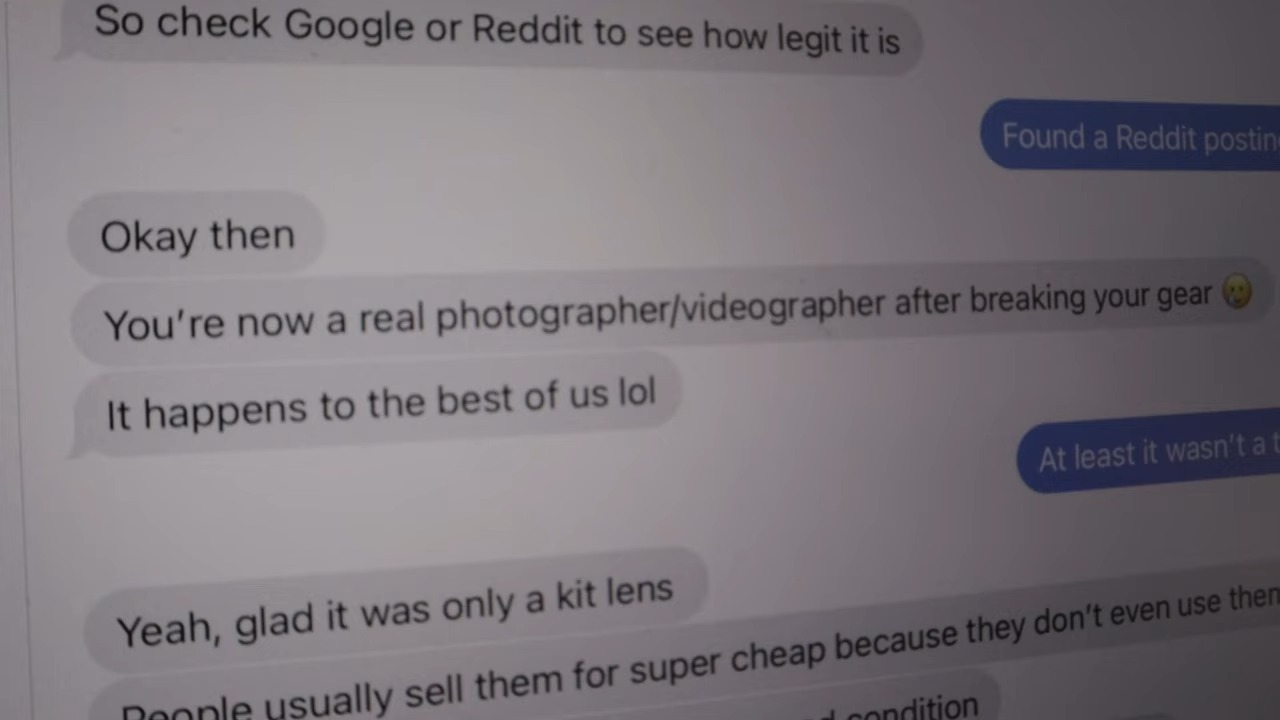 So check Google or Reddit to see how legit it is
Found a Reddit
Okay then
You're now a real photographer/videographer after breaking your gear 🥲
It happens to the best of us lol
At least it wasn't a
Yeah, glad it was only a kit lens
People usually sell them for super cheap because they don't even use
condition